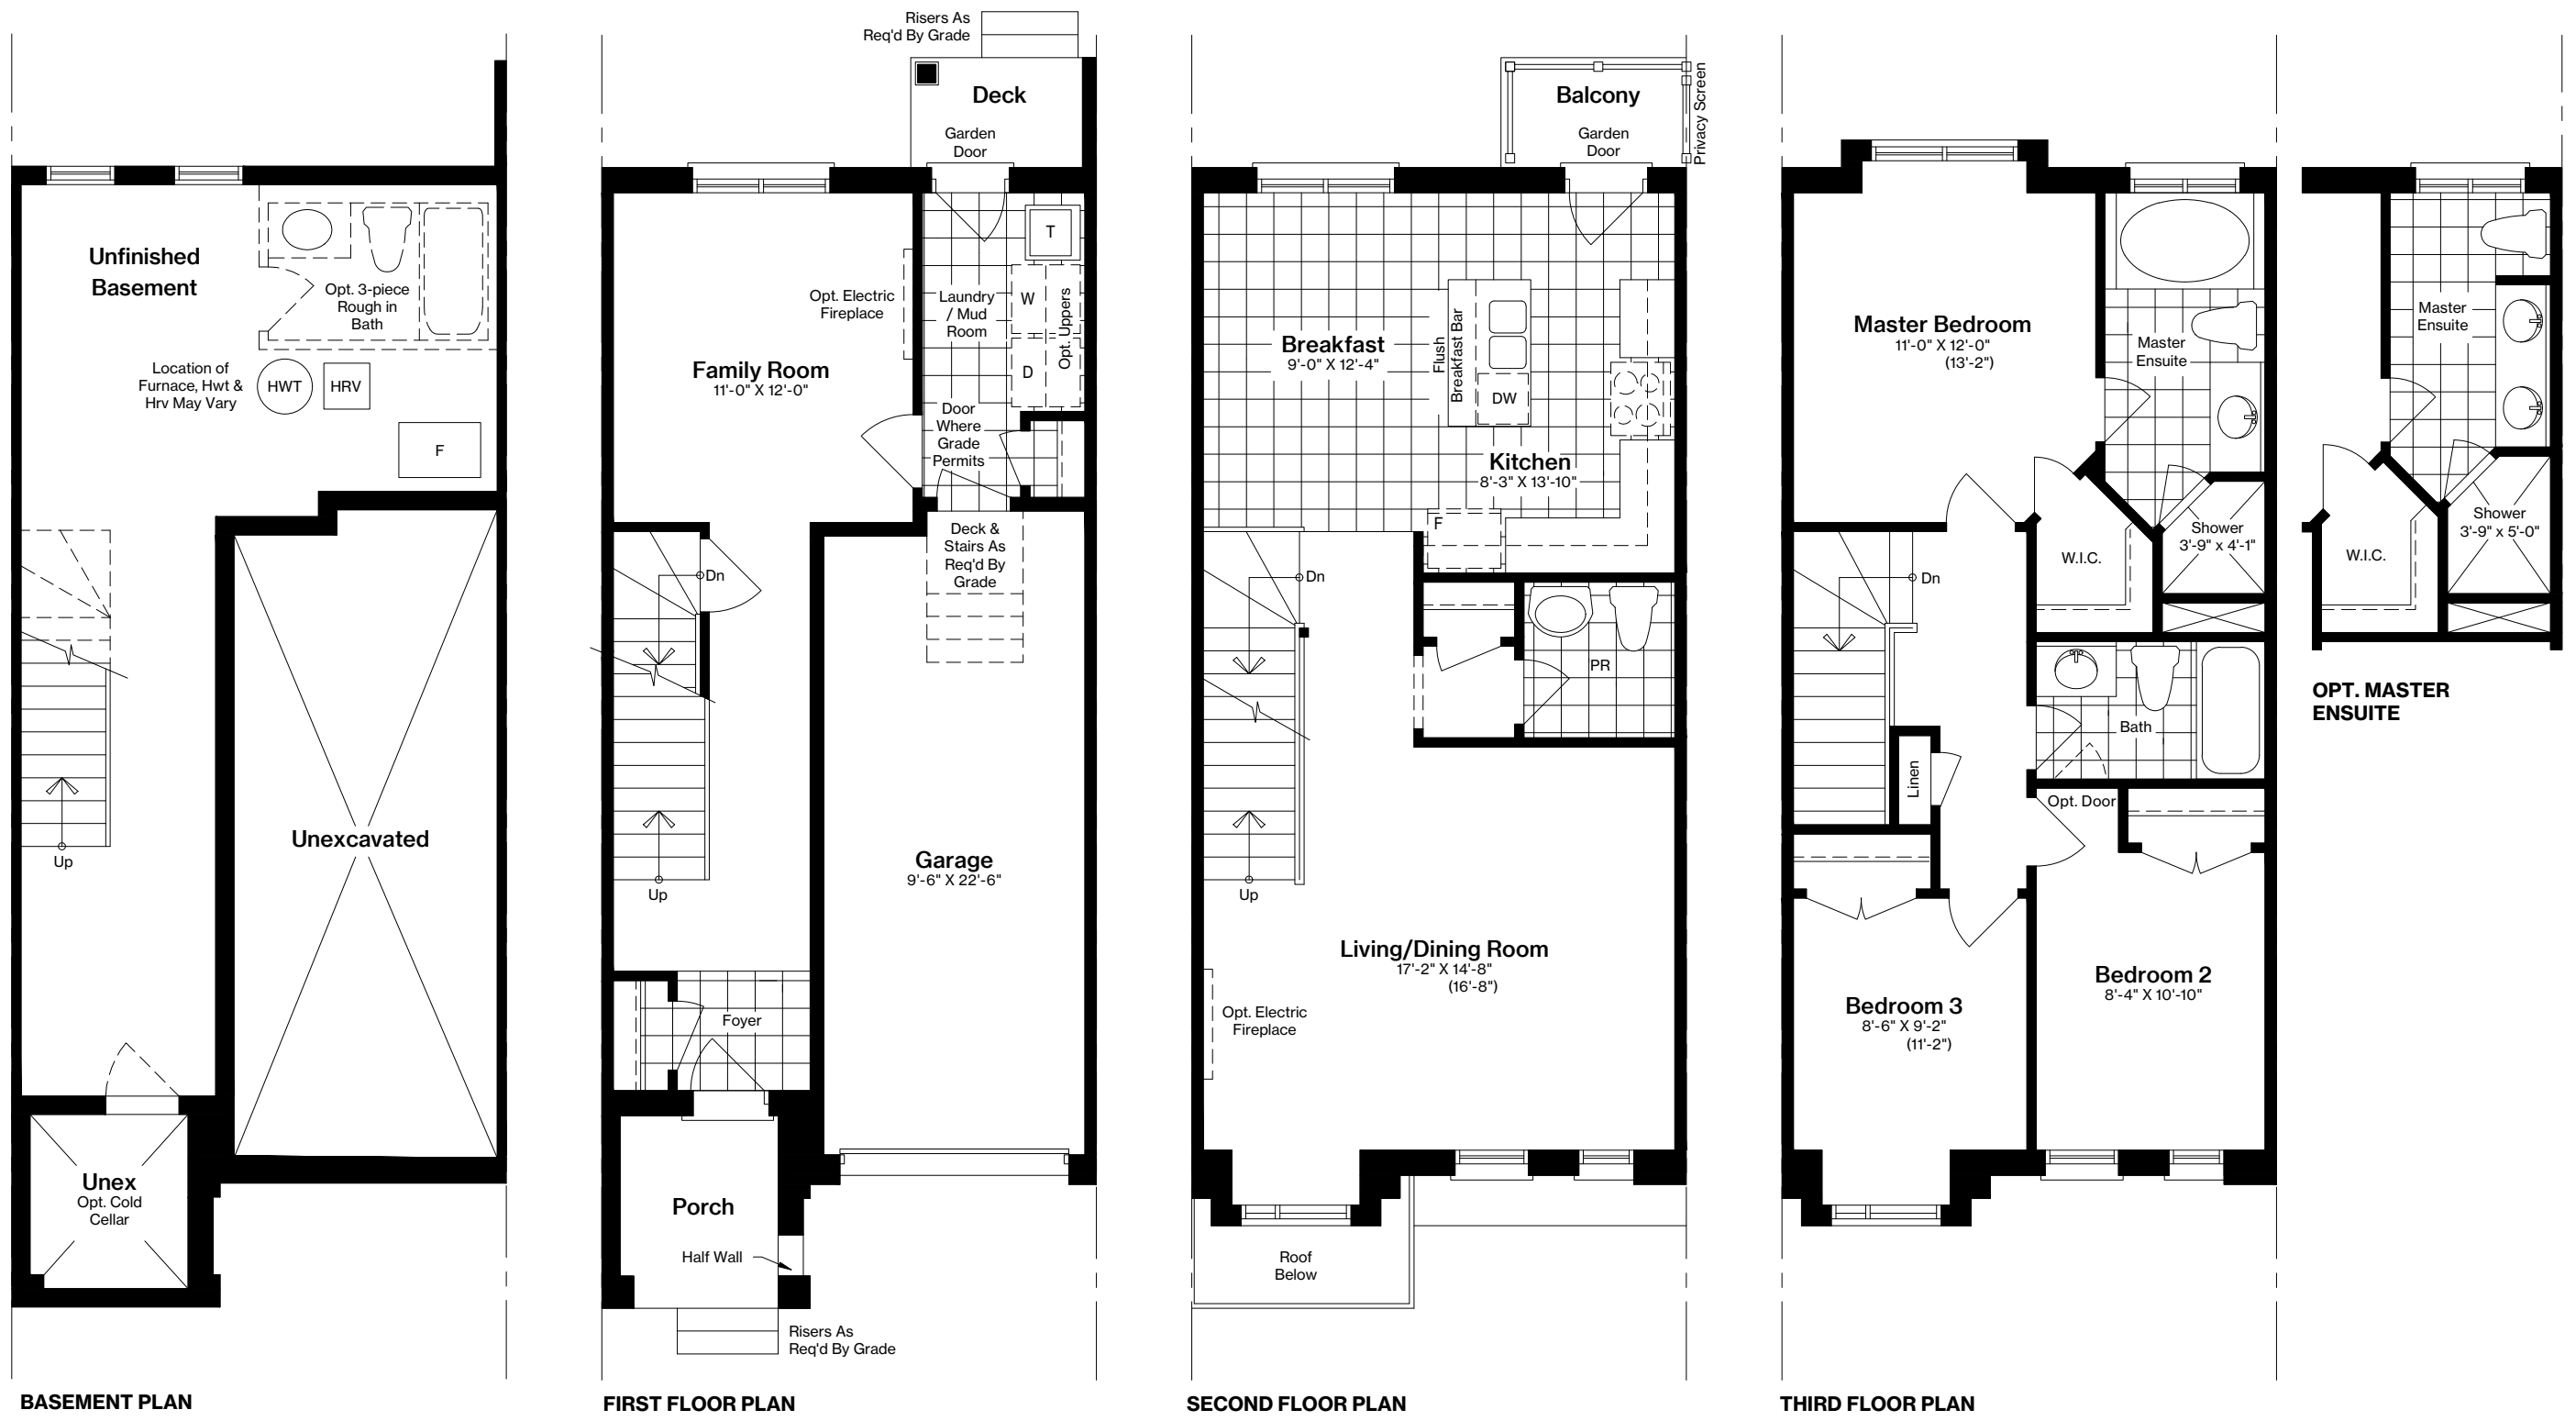 Unfinished
Basement
Opt. 3-piece
Rough in
Bath
Location of
Furnace, Hwt &
Hrv May Vary
HWT
HRV
F
Up
Unexcavated
Unex
Opt. Cold
Cellar
BASEMENT PLAN
Risers As
Req'd By Grade
Deck
Garden
Door
T
Opt. Electric
Fireplace
Laundry
/ Mud
Room
W
D
Opt. Uppers
Family Room
11'-0" X 12'-0"
Door
Where
Grade
Permits
Deck &
Stairs As
Req'd By
Grade
Dn
Up
Garage
9'-6" X 22'-6"
Foyer
Porch
Half Wall
Risers As
Req'd By Grade
FIRST FLOOR PLAN
Balcony
Garden
Door
Privacy Screen
Breakfast
9'-0" X 12'-4"
Flush
Breakfast Bar
DW
Kitchen
8'-3" X 13'-10"
F
Dn
PR
Up
Living/Dining Room
17'-2" X 14'-8"
(16'-8")
Opt. Electric
Fireplace
Roof
Below
SECOND FLOOR PLAN
Master Bedroom
11'-0" X 12'-0"
(13'-2")
Master
Ensuite
Shower
3'-9" x 4'-1"
W.I.C.
Dn
Bath
Linen
Opt. Door
Bedroom 2
8'-4" X 10'-10"
Bedroom 3
8'-6" X 9'-2"
(11'-2")
THIRD FLOOR PLAN
Master
Ensuite
Shower
3'-9" x 5'-0"
W.I.C.
OPT. MASTER
ENSUITE